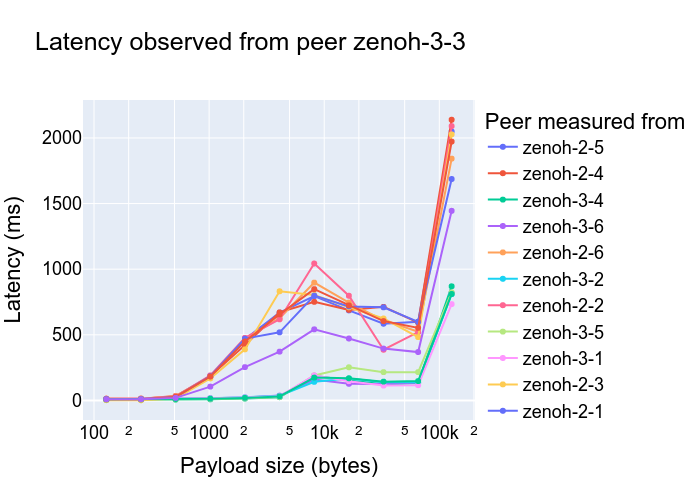 Latency observed from peer zenoh-3-3
Peer measured from
zenoh-2-5
zenoh-2-4
zenoh-3-4
zenoh-3-6
zenoh-2-6
zenoh-3-2
zenoh-2-2
zenoh-3-5
zenoh-3-1
zenoh-2-3
zenoh-2-1
Latency (ms)
2000
1500
1000
500
0
100 2 5 1000 2 5 10k 2 5 100k 2
Payload size (bytes)